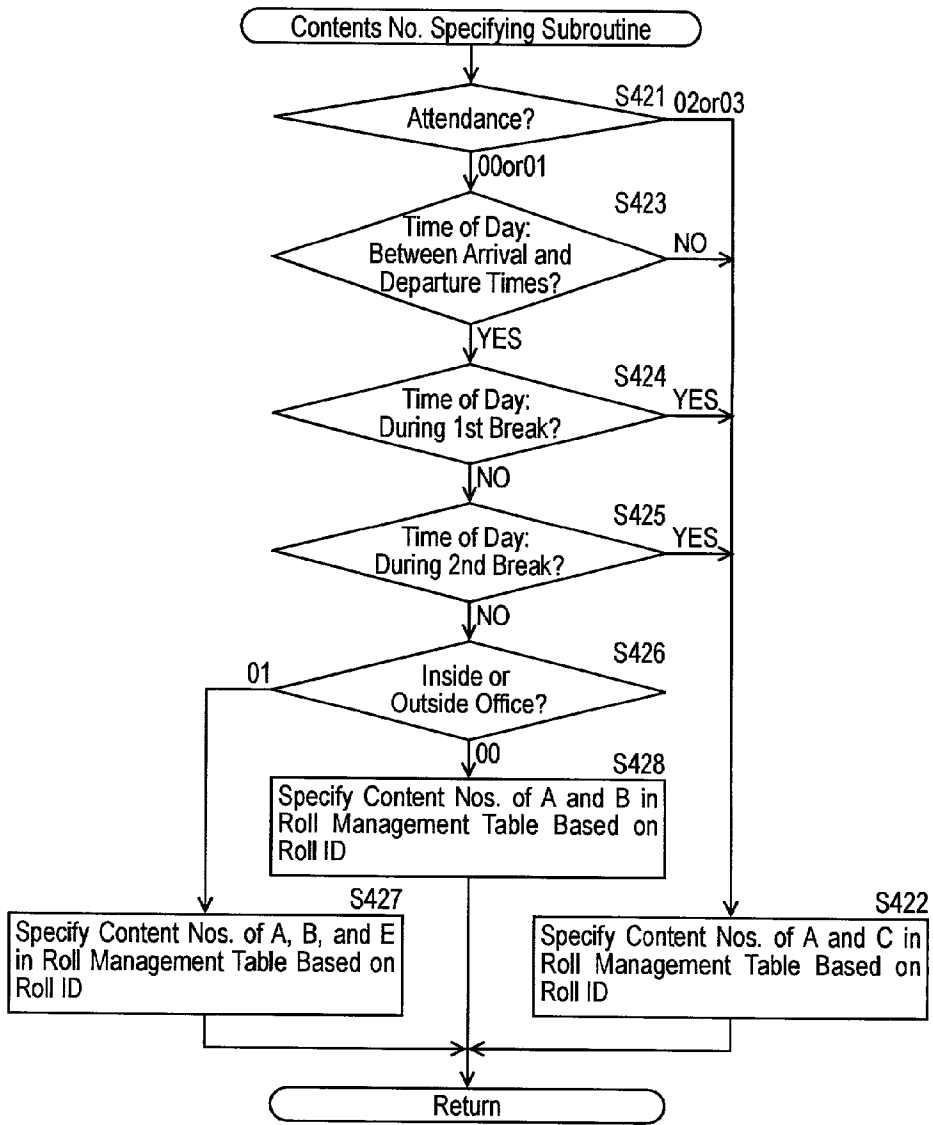 Contents No. Specifying Subroutine
S421
02or03
Attendance?
00or01
S423
Time of Day:
Between Arrival and
Departure Times?
NO
YES
S424
Time of Day:
During 1st Break?
YES
NO
S425
Time of Day:
During 2nd Break?
YES
NO
S426
01
Inside or
Outside Office?
00
S428
Specify Content Nos. of A and B in
Roll Management Table Based on
Roll ID
S427
Specify Content Nos. of A, B, and E
in Roll Management Table Based on
Roll ID
S422
Specify Content Nos. of A and C in
Roll Management Table Based on
Roll ID
Return